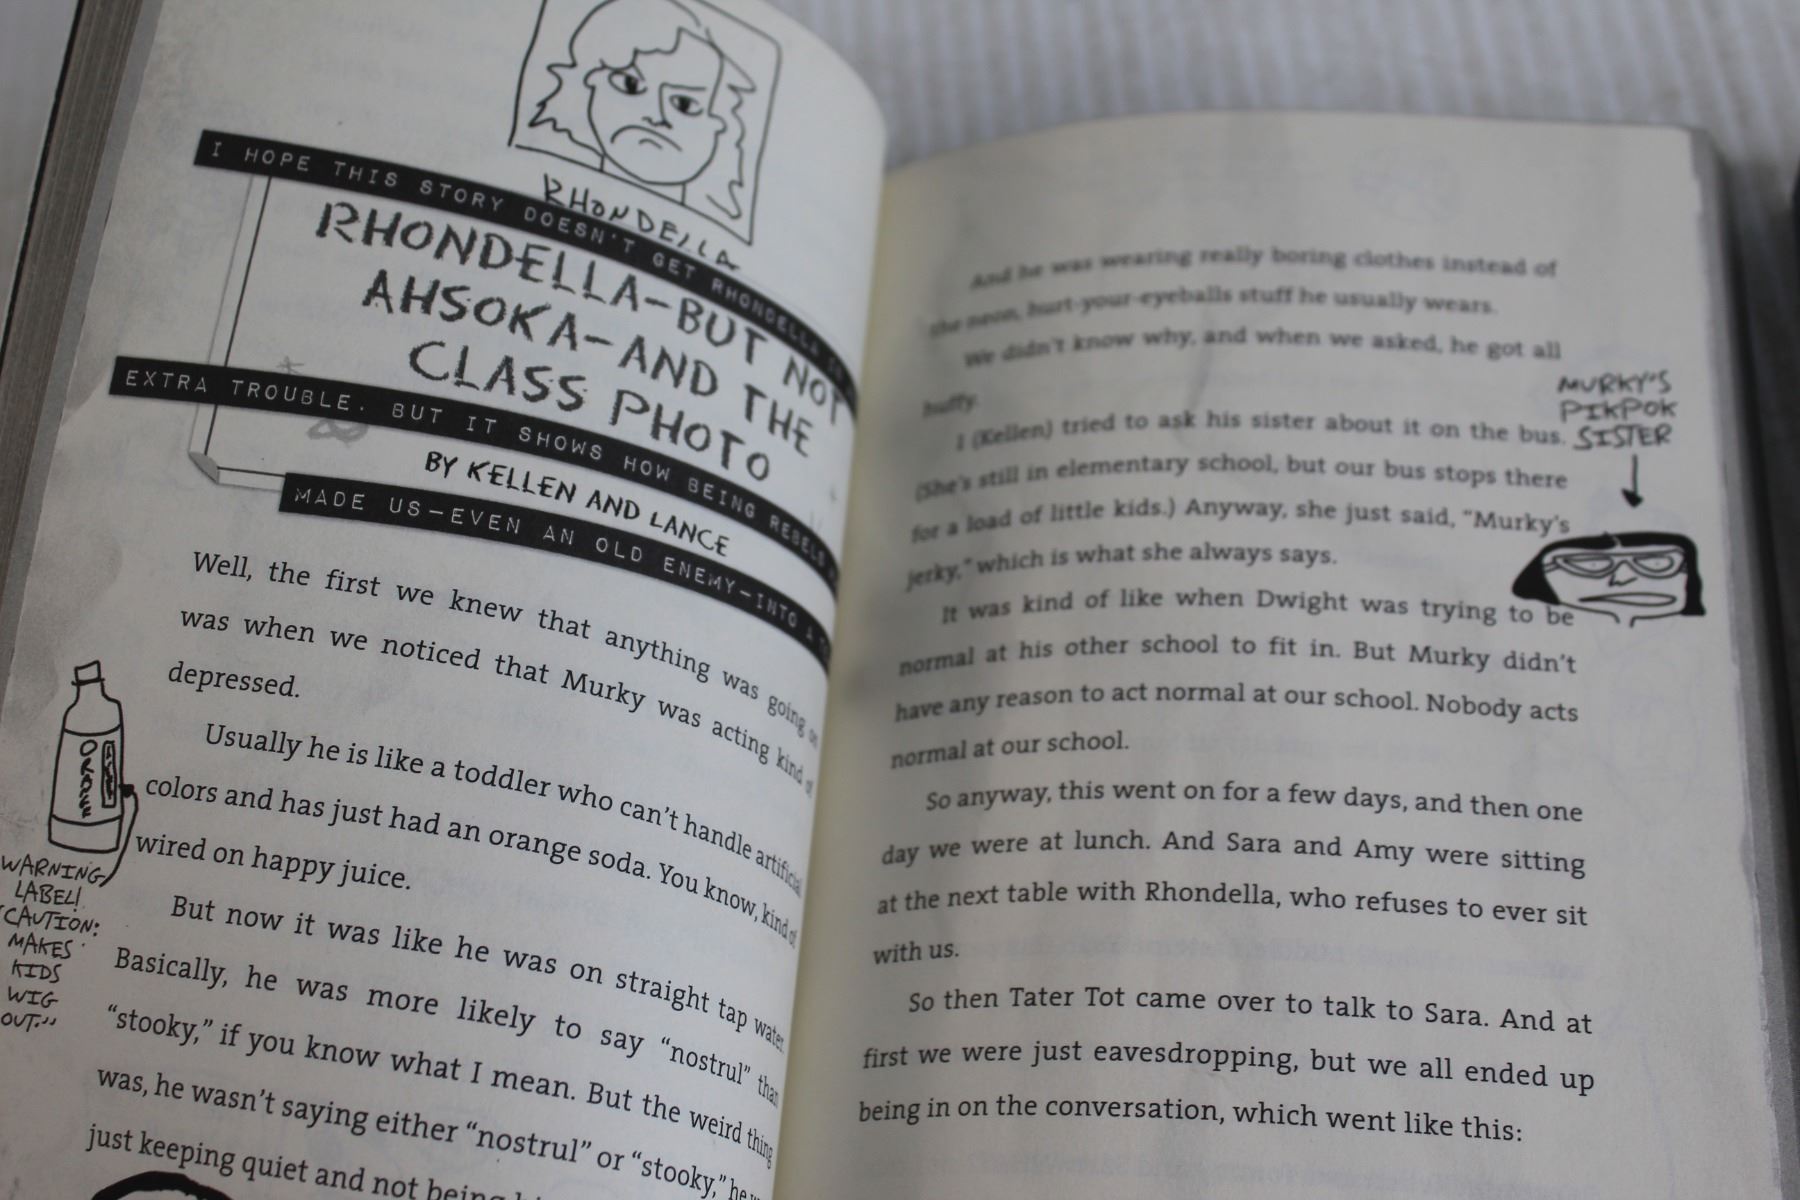 RHONDELLA
I HOPE THIS STORY DOESN'T GET RHONDELLA IN
RHONDELLA—BUT NOT
AHSOKA—AND THE
CLASS PHOTO
EXTRA TROUBLE. BUT IT SHOWS HOW BEING REBELS
BY KELLEN AND LANCE
MADE US—EVEN AN OLD ENEMY—INTO A
Well, the first we knew that anything was going on
was when we noticed that Murky was acting kind of
depressed.
Usually he is like a toddler who can't handle artificial
colors and has just had an orange soda. You know, kind of
wired on happy juice.
But now it was like he was on straight tap water.
Basically, he was more likely to say “nostrul” than
“stooky,” if you know what I mean. But the weird thing
was, he wasn't saying either “nostrul” or “stooky,” he
just keeping quiet and not being
WARNING
LABEL!
“CAUTION:
MAKES
KIDS
WIG
OUT.”
And he was wearing really boring clothes instead of
the neon, hurt-your-eyeballs stuff he usually wears.
We didn't know why, and when we asked, he got all
huffy.
I (Kellen) tried to ask his sister about it on the bus.
(She's still in elementary school, but our bus stops there
for a load of little kids.) Anyway, she just said, “Murky's
jerky,” which is what she always says.
It was kind of like when Dwight was trying to be
normal at his other school to fit in. But Murky didn't
have any reason to act normal at our school. Nobody acts
normal at our school.
So anyway, this went on for a few days, and then one
day we were at lunch. And Sara and Amy were sitting
at the next table with Rhondella, who refuses to ever sit
with us.
So then Tater Tot came over to talk to Sara. And at
first we were just eavesdropping, but we all ended up
being in on the conversation, which went like this:
MURKY'S
PIKPOK
SISTER